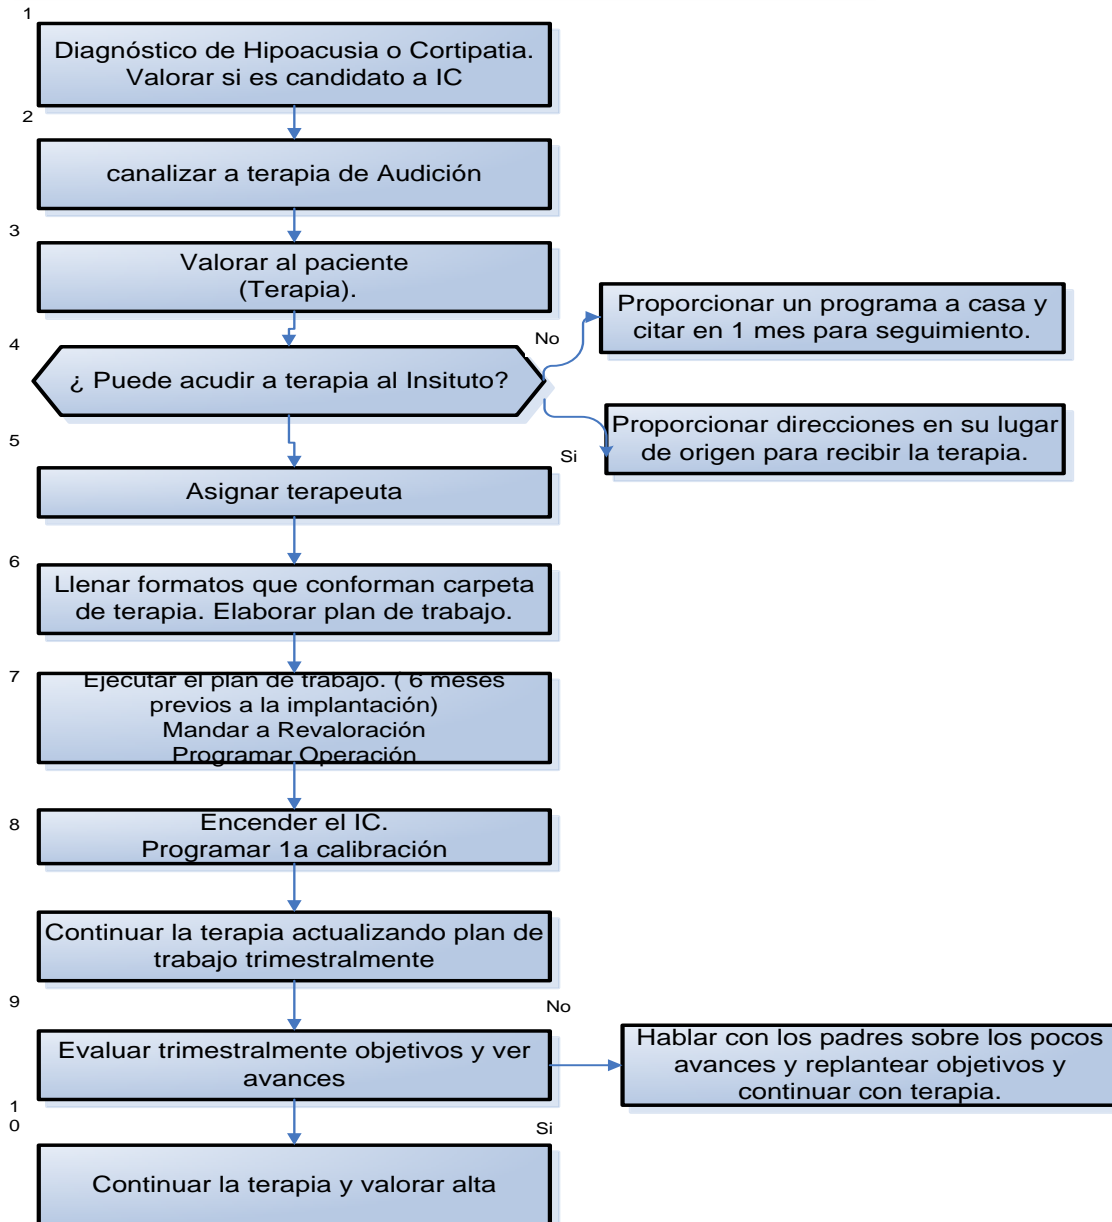 1
Diagnóstico de Hipoacusia o Cortipatia.
Valorar si es candidato a IC
2
canalizar a terapia de Audición
3
Valorar al paciente
(Terapia).
4
¿ Puede acudir a terapia al Insituto?
No
Proporcionar un programa a casa y
citar en 1 mes para seguimiento.
Proporcionar direcciones en su lugar
de origen para recibir la terapia.
5
Si
Asignar terapeuta
6
Llenar formatos que conforman carpeta
de terapia. Elaborar plan de trabajo.
7
Ejecutar el plan de trabajo. ( 6 meses
previos a la implantación)
Mandar a Revaloración
Programar Operación
8
Encender el IC.
Programar 1a calibración
Continuar la terapia actualizando plan de
trabajo trimestralmente
9
No
Evaluar trimestralmente objetivos y ver
avances
Hablar con los padres sobre los pocos
avances y replantear objetivos y
continuar con terapia.
1
0
Si
Continuar la terapia y valorar alta